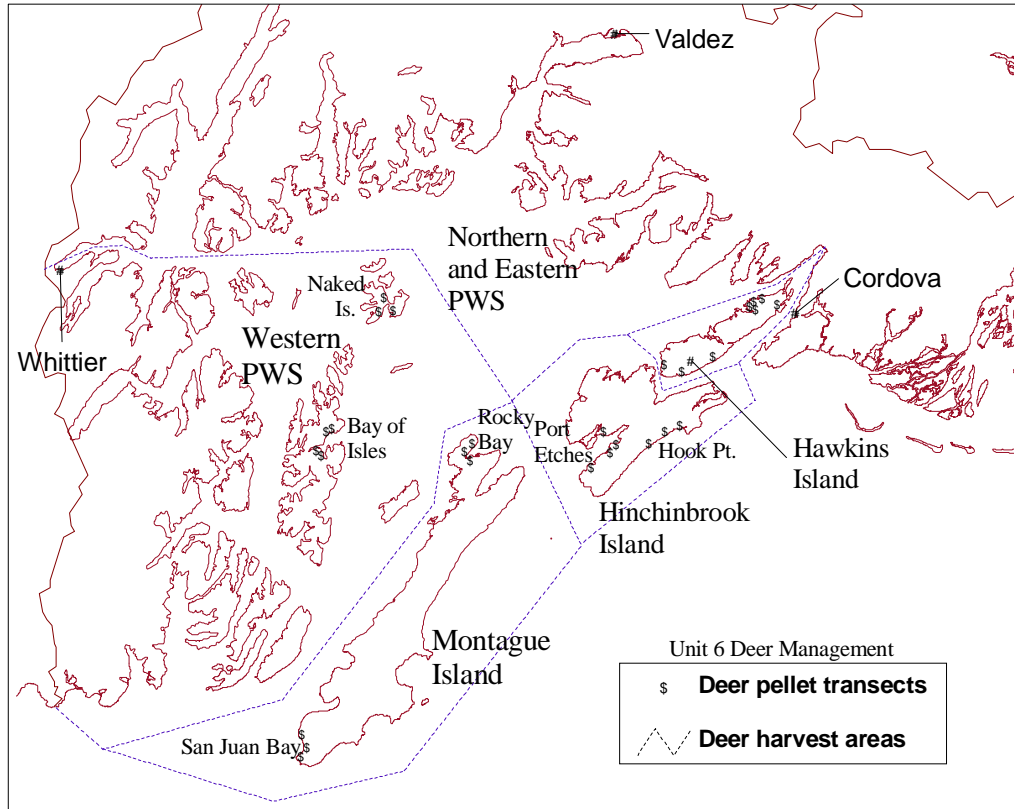 Valdez
Northern
and Eastern
PWS
Cordova
Naked
Is.
Western
PWS
Whittier
Bay of
Isles
Rocky
Bay
Port
Etches
Hook Pt.
Hawkins
Island
Hinchinbrook
Island
Montague
Island
San Juan Bay
Unit 6 Deer Management
$ Deer pellet transects
Deer harvest areas